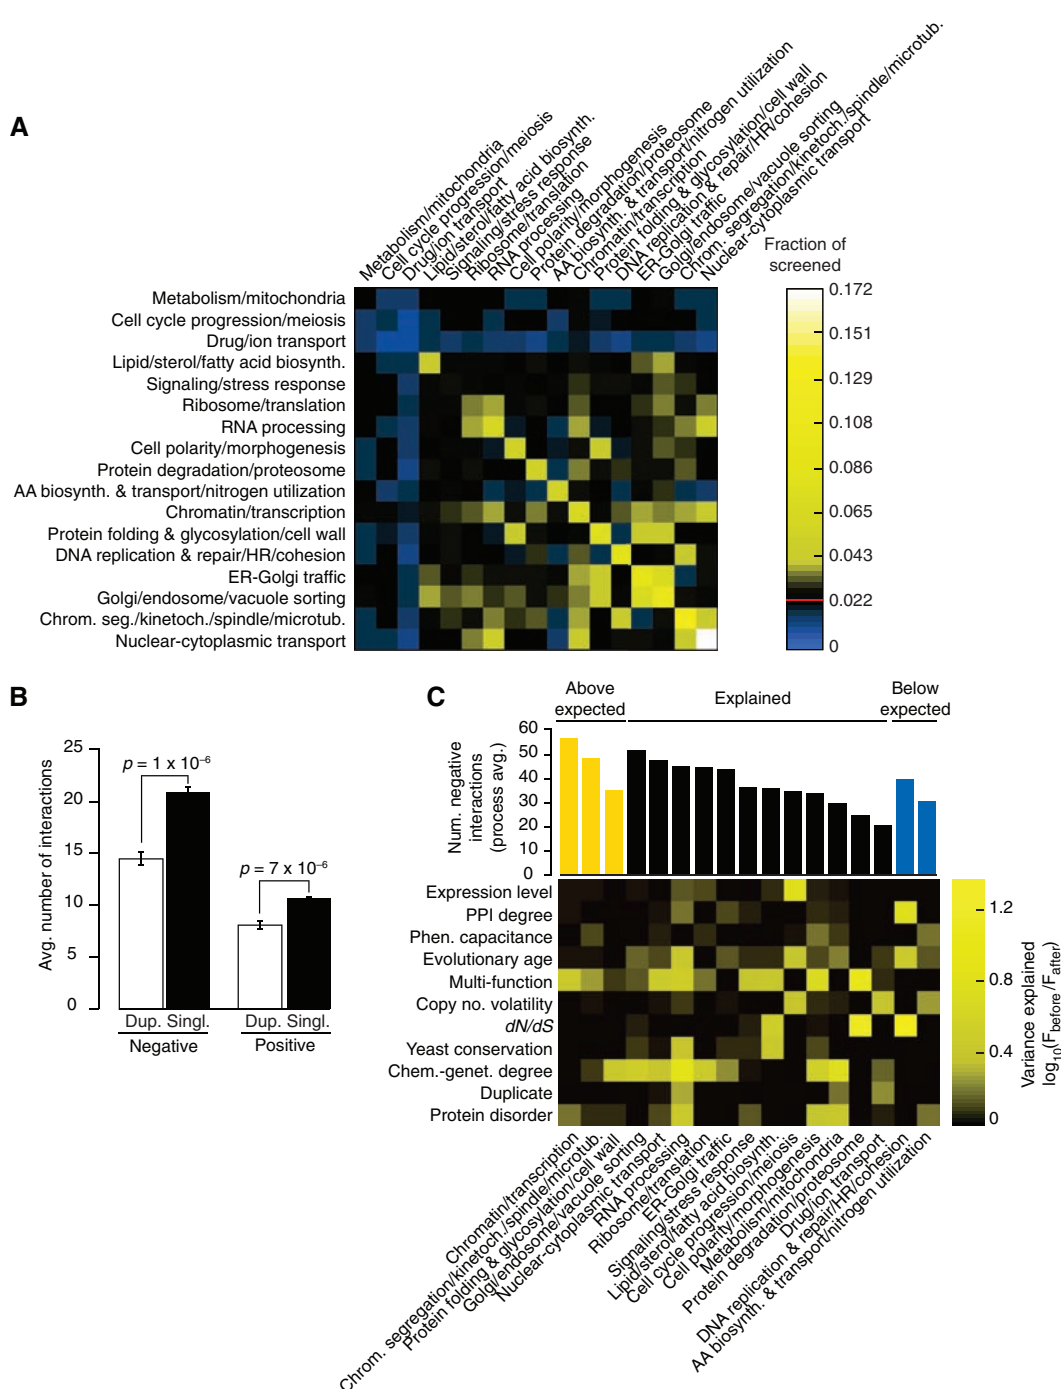 A
Metabolism/mitochondria
Cell cycle progression/meiosis
Drug/ion transport
Lipid/sterol/fatty acid biosynth.
Signaling/stress response
Ribosome/translation
RNA processing
Cell polarity/morphogenesis
Protein degradation/proteosome
AA biosynth. & transport/nitrogen utilization
Chromatin/transcription
Protein folding & glycosylation/cell wall
DNA replication & repair/HR/cohesion
ER-Golgi traffic
Golgi/endosome/vacuole sorting
Chrom. segregation/kinetoch./spindle/microtub.
Nuclear-cytoplasmic transport
Fraction of
screened
0.172
0.151
0.129
0.108
0.086
0.065
0.043
0.022
0
Metabolism/mitochondria
Cell cycle progression/meiosis
Drug/ion transport
Lipid/sterol/fatty acid biosynth.
Signaling/stress response
Ribosome/translation
RNA processing
Cell polarity/morphogenesis
Protein degradation/proteosome
AA biosynth. & transport/nitrogen utilization
Chromatin/transcription
Protein folding & glycosylation/cell wall
DNA replication & repair/HR/cohesion
ER-Golgi traffic
Golgi/endosome/vacuole sorting
Chrom. seg./kinetoch./spindle/microtub.
Nuclear-cytoplasmic transport
B
Avg. number of interactions
25
20
15
10
5
0
p = 1 x 10⁻⁶
p = 7 x 10⁻⁶
Dup. Singl.
Dup. Singl.
Negative
Positive
C
Above
expected
Explained
Below
expected
Num. negative
interactions
(process avg.)
60
50
40
30
20
10
0
Expression level
PPI degree
Phen. capacitance
Evolutionary age
Multi-function
Copy no. volatility
dN/dS
Yeast conservation
Chem.-genet. degree
Duplicate
Protein disorder
1.2
0.8
0.4
0
Variance explained
log₁₀(F_before/F_after)
Chromatin/transcription
Chrom. segregation/kinetoch./spindle/microtub.
Protein folding & glycosylation/cell wall
Golgi/endosome/vacuole sorting
Nuclear-cytoplasmic transport
RNA processing
Ribosome/translation
ER-Golgi traffic
Signaling/stress response
Lipid/sterol/fatty acid biosynth.
Cell cycle progression/meiosis
Cell polarity/morphogenesis
Metabolism/mitochondria
Protein degradation/proteosome
Drug/ion transport
DNA replication & repair/HR/cohesion
AA biosynth. & transport/nitrogen utilization